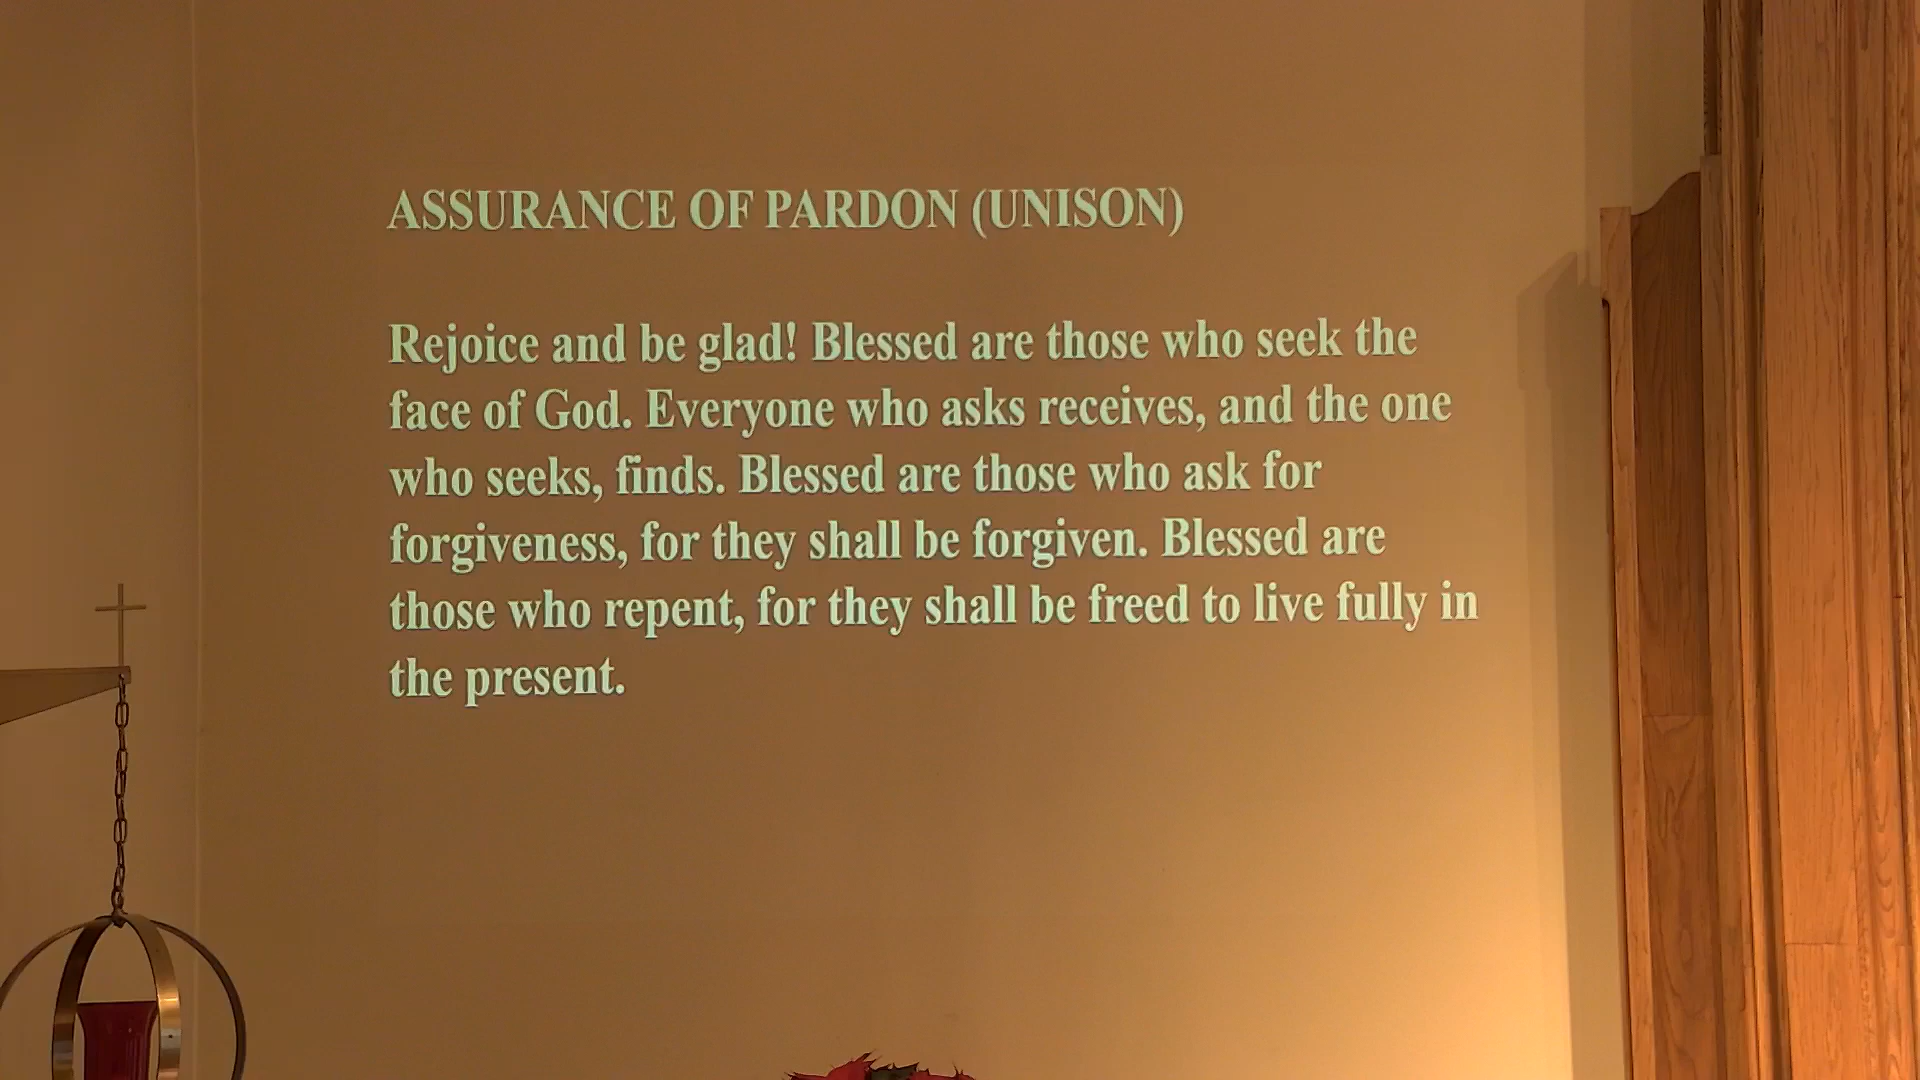 ASSURANCE OF PARDON (UNISON)
Rejoice and be glad! Blessed are those who seek the
face of God. Everyone who asks receives, and the one
who seeks, finds. Blessed are those who ask for
forgiveness, for they shall be forgiven. Blessed are
those who repent, for they shall be freed to live fully in
the present.